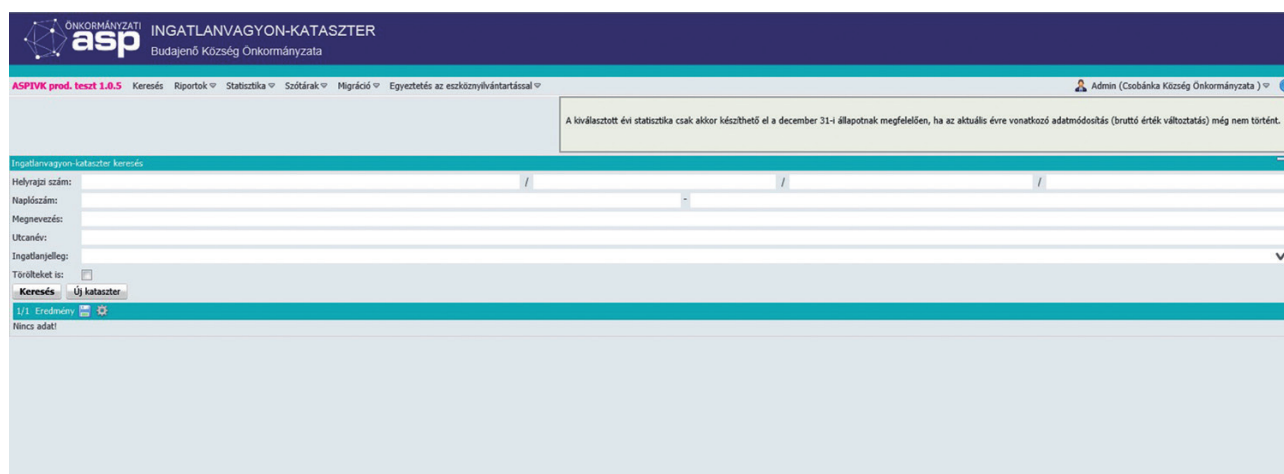 ÖNKORMÁNYZATI
asp
INGATLANVAGYON-KATASZTER
Budajenő Község Önkormányzata
ASPIVK prod. teszt 1.0.5 Keresés Riportok Statisztika Szótárak Migráció Egyeztetés az eszköznyilvántartással Admin (Csobánka Község Önkormányzata )
A kiválasztott évi statisztika csak akkor készíthető el a december 31-i állapotnak megfelelően, ha az aktuális évre vonatkozó adatmódosítás (bruttó érték változtatás) még nem történt.
Ingatlanvagyon-kataszter keresés
Helyrajzi szám: / / /
Naplószám: -
Megnevezés:
Utcanév:
Ingatlanjelleg:
Törölteket is:
Keresés Új kataszter
1/1 Eredmény
Nincs adat!